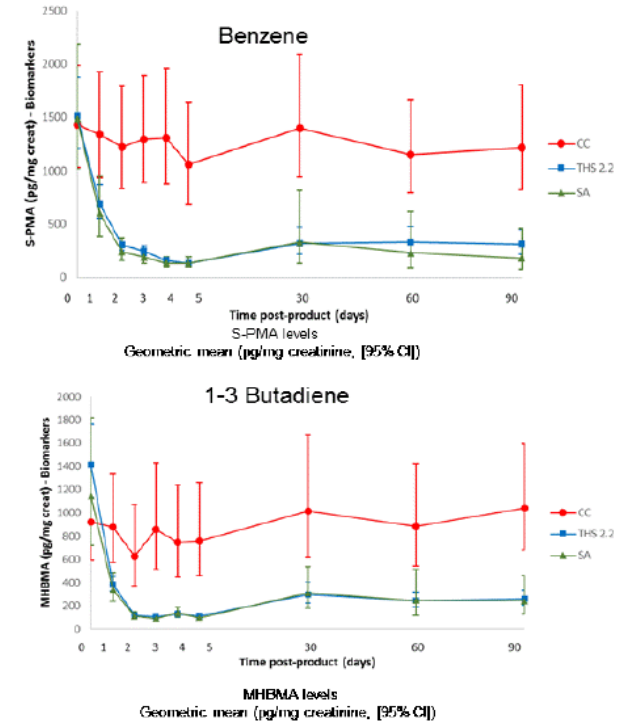 Benzene
S-PMA (pg/mg creat) - Biomarkers
2500
2000
1500
1000
500
0
CC
THS 2.2
SA
0 1 2 3 4 5 30 60 90
Time post-product (days)
S-PMA levels
Geometric mean (pg/mg creatinine, [95% CI])
1-3 Butadiene
MHBMA (pg/mg creat) - Biomarkers
2000
1800
1600
1400
1200
1000
800
600
400
200
0
CC
THS 2.2
SA
0 1 2 3 4 5 30 60 90
Time post-product (days)
MHBMA levels
Geometric mean (pg/mg creatinine, [95% CI])